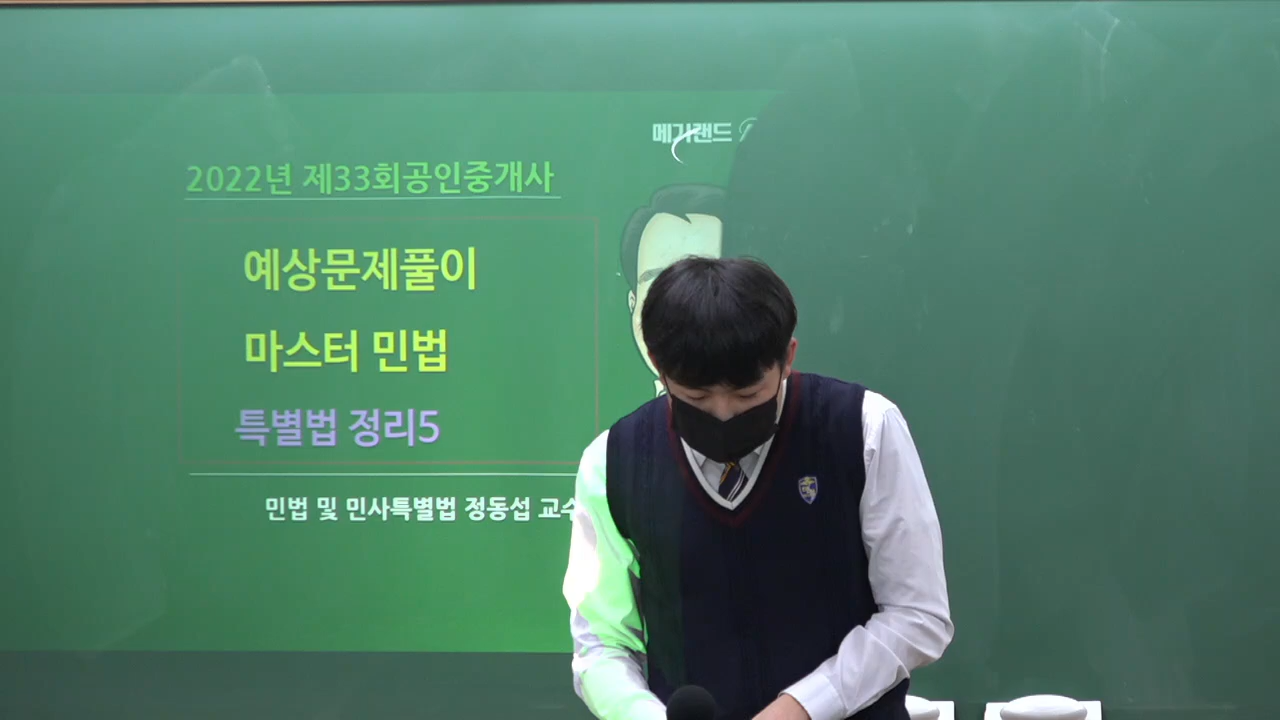 메가랜드
2022년 제33회공인중개사
예상문제풀이
마스터 민법
특별법 정리5
민법 및 민사특별법 정동섭 교수